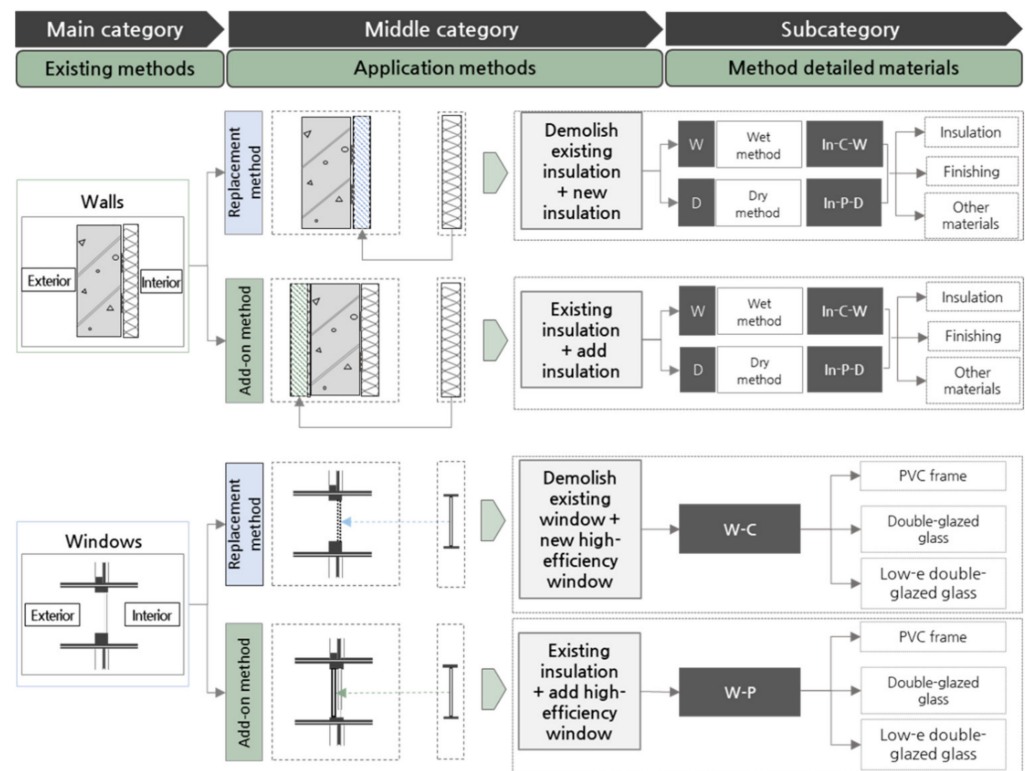 Main category
Middle category
Subcategory
Existing methods
Application methods
Method detailed materials
Walls
Exterior
Interior
Replacement
method
Demolish
existing
insulation
+ new
insulation
W
Wet
method
In-C-W
D
Dry
method
In-P-D
Insulation
Finishing
Other
materials
Add-on method
Existing
insulation
+ add
insulation
W
Wet
method
In-C-W
D
Dry
method
In-P-D
Insulation
Finishing
Other
materials
Windows
Exterior
Interior
Replacement
method
Demolish
existing
window +
new high-
efficiency
window
W-C
PVC frame
Double-glazed
glass
Low-e double-
glazed glass
Add-on method
Existing
insulation
+ add high-
efficiency
window
W-P
PVC frame
Double-glazed
glass
Low-e double-
glazed glass